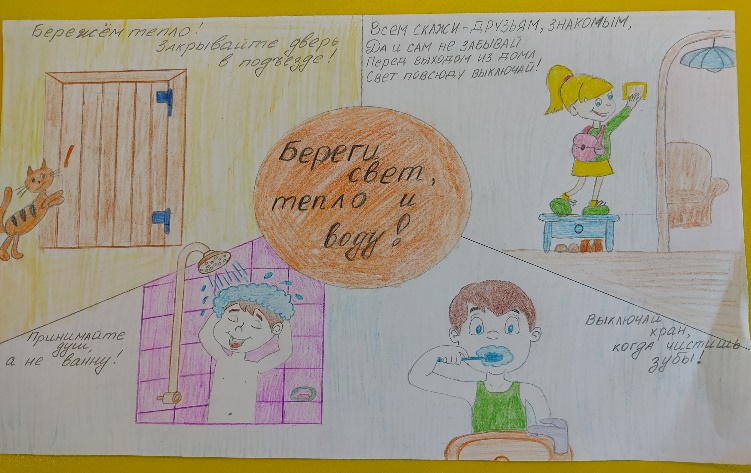 Бережём тепло!
Закрывайте дверь
в подъезде!
Всем скажи - друзьям, знакомым,
Да и сам не забывай
Перед выходом из дома
Свет повсюду выключай!
Береги
свет,
тепло и
воду!
Принимайте
душ,
а не ванну!
Выключай
кран,
когда чистишь
зубы!